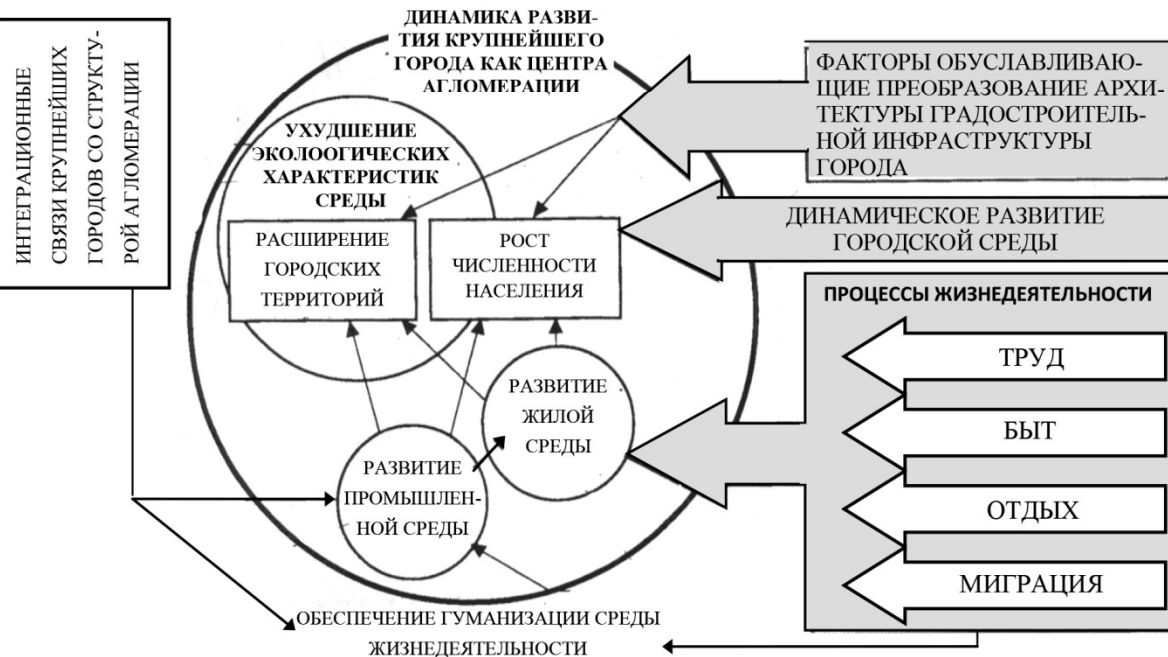 ИНТЕГРАЦИОННЫЕ
СВЯЗИ КРУПНЕЙШИХ
ГОРОДОВ СО СТРУКТУ-
РОЙ АГЛОМЕРАЦИИ
ДИНАМИКА РАЗВИ-
ТИЯ КРУПНЕЙШЕГО
ГОРОДА КАК ЦЕНТРА
АГЛОМЕРАЦИИ
УХУДШЕНИЕ
ЭКОЛООГИЧЕСКИХ
ХАРАКТЕРИСТИК
СРЕДЫ
РАСШИРЕНИЕ
ГОРОДСКИХ
ТЕРРИТОРИЙ
РОСТ
ЧИСЛЕННОСТИ
НАСЕЛЕНИЯ
РАЗВИТИЕ
ЖИЛОЙ
СРЕДЫ
РАЗВИТИЕ
ПРОМЫШЛЕН-
НОЙ СРЕДЫ
ОБЕСПЕЧЕНИЕ ГУМАНИЗАЦИИ СРЕДЫ
ЖИЗНЕДЕЯТЕЛЬНОСТИ
ФАКТОРЫ ОБУСЛАВЛИВАЮ-
ЩИЕ ПРЕОБРАЗОВАНИЕ АРХИ-
ТЕКТУРЫ ГРАДОСТРОИТЕЛЬ-
НОЙ ИНФРАСТРУКТУРЫ
ГОРОДА
ДИНАМИЧЕСКОЕ РАЗВИТИЕ
ГОРОДСКОЙ СРЕДЫ
ПРОЦЕССЫ ЖИЗНЕДЕЯТЕЛЬНОСТИ
ТРУД
БЫТ
ОТДЫХ
МИГРАЦИЯ